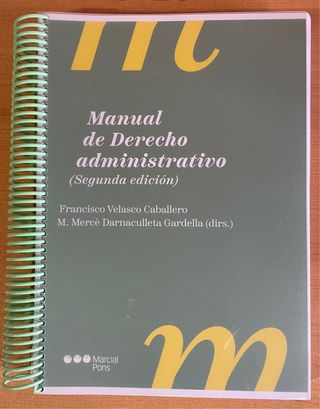 m
Manual
de Derecho
administrativo
(Segunda edición)
Francisco Velasco Caballero
M. Mercè Darnaculleta Gardella (dirs.)
Marcial
Pons
m